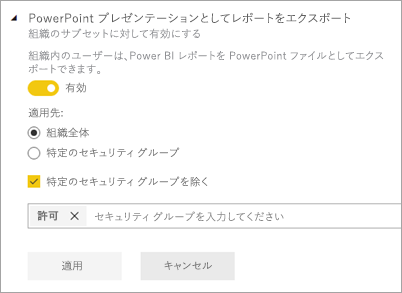 PowerPoint プレゼンテーションとしてレポートをエクスポート
組織のサブセットに対して有効にする
組織内のユーザーは、Power BI レポートを PowerPoint ファイルとしてエクス
ポートできます。
有効
適用先:
組織全体
特定のセキュリティ グループ
特定のセキュリティ グループを除く
許可 セキュリティ グループを入力してください
適用 キャンセル